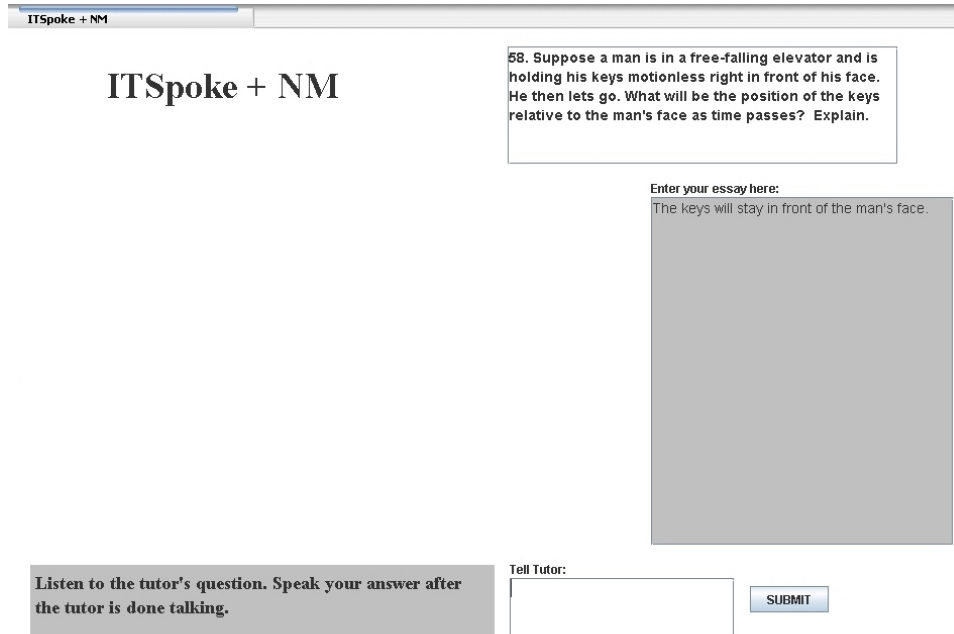 ITSpoke + NM
ITSpoke + NM
58. Suppose a man is in a free-falling elevator and is
holding his keys motionless right in front of his face.
He then lets go. What will be the position of the keys
relative to the man's face as time passes?  Explain.
Enter your essay here:
The keys will stay in front of the man's face.
Listen to the tutor's question. Speak your answer after
the tutor is done talking.
Tell Tutor:
SUBMIT